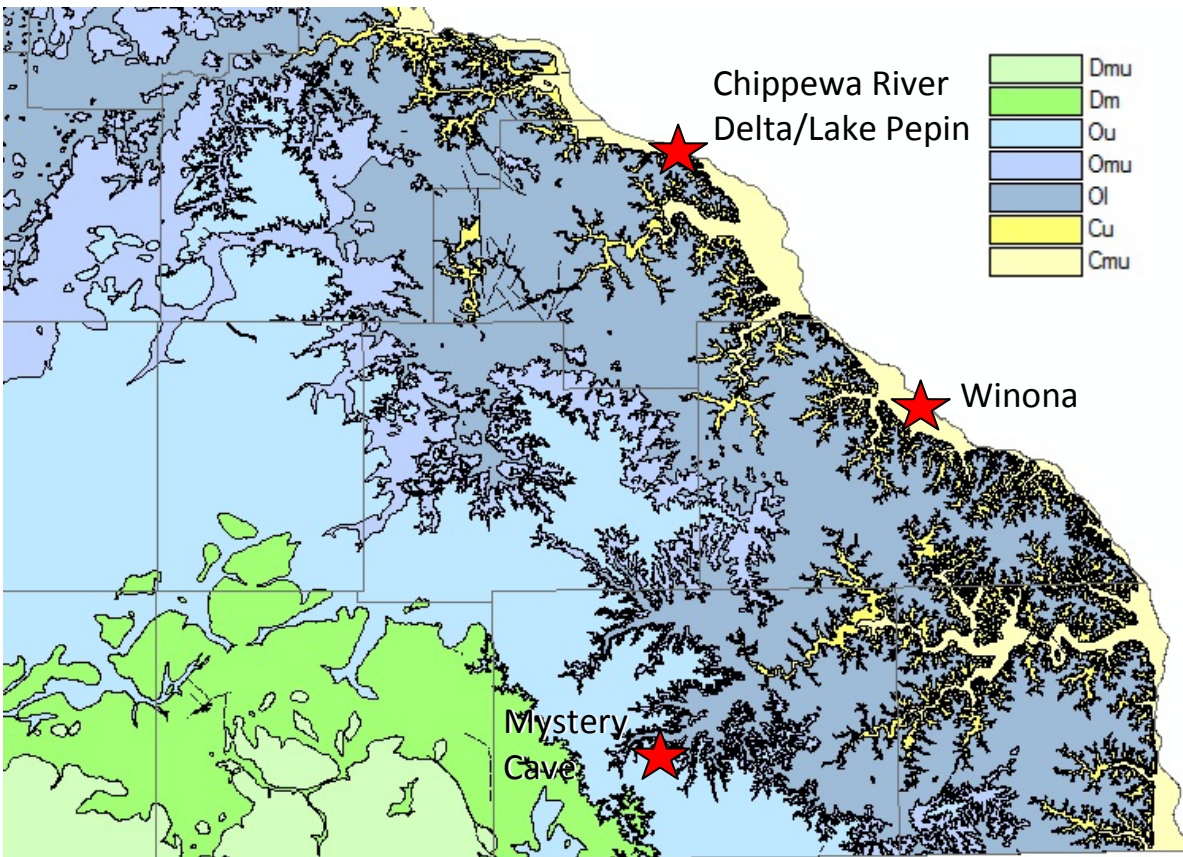 Chippewa River
Delta/Lake Pepin
Dmu
Dm
Ou
Omu
Ol
Cu
Cmu
Winona
Mystery
Cave